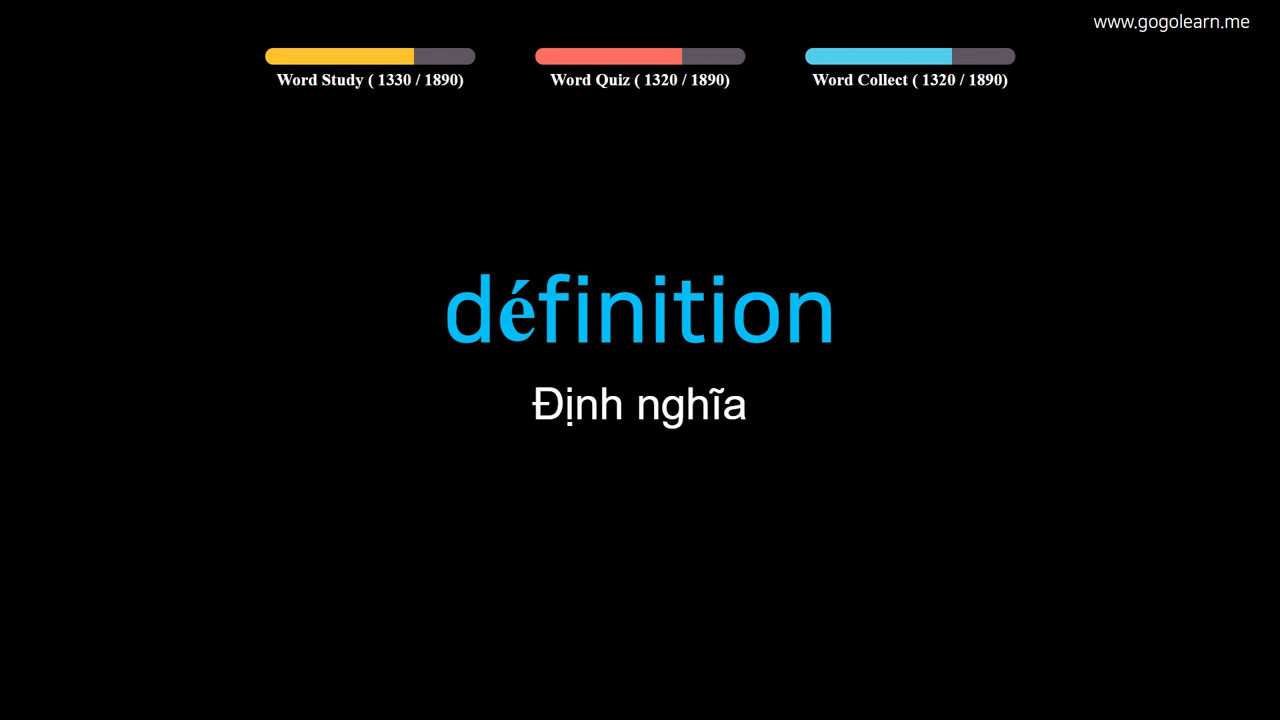 www.gogolearn.me
Word Study ( 1330 / 1890)
Word Quiz ( 1320 / 1890)
Word Collect ( 1320 / 1890)
définition
Định nghĩa